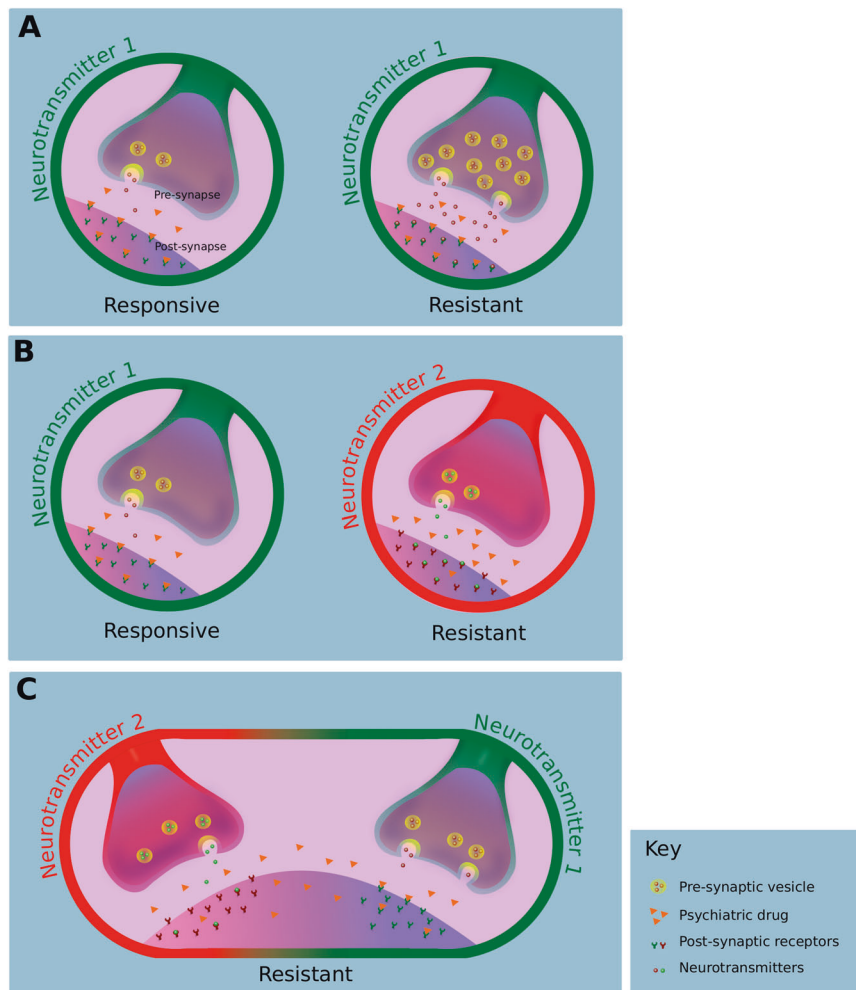 A
Neurotransmitter 1
Neurotransmitter 1
Pre-synapse
Post-synapse
Responsive
Resistant
B
Neurotransmitter 1
Neurotransmitter 2
Responsive
Resistant
C
Neurotransmitter 2
Neurotransmitter 1
Resistant
Key
Pre-synaptic vesicle
Psychiatric drug
Post-synaptic receptors
Neurotransmitters